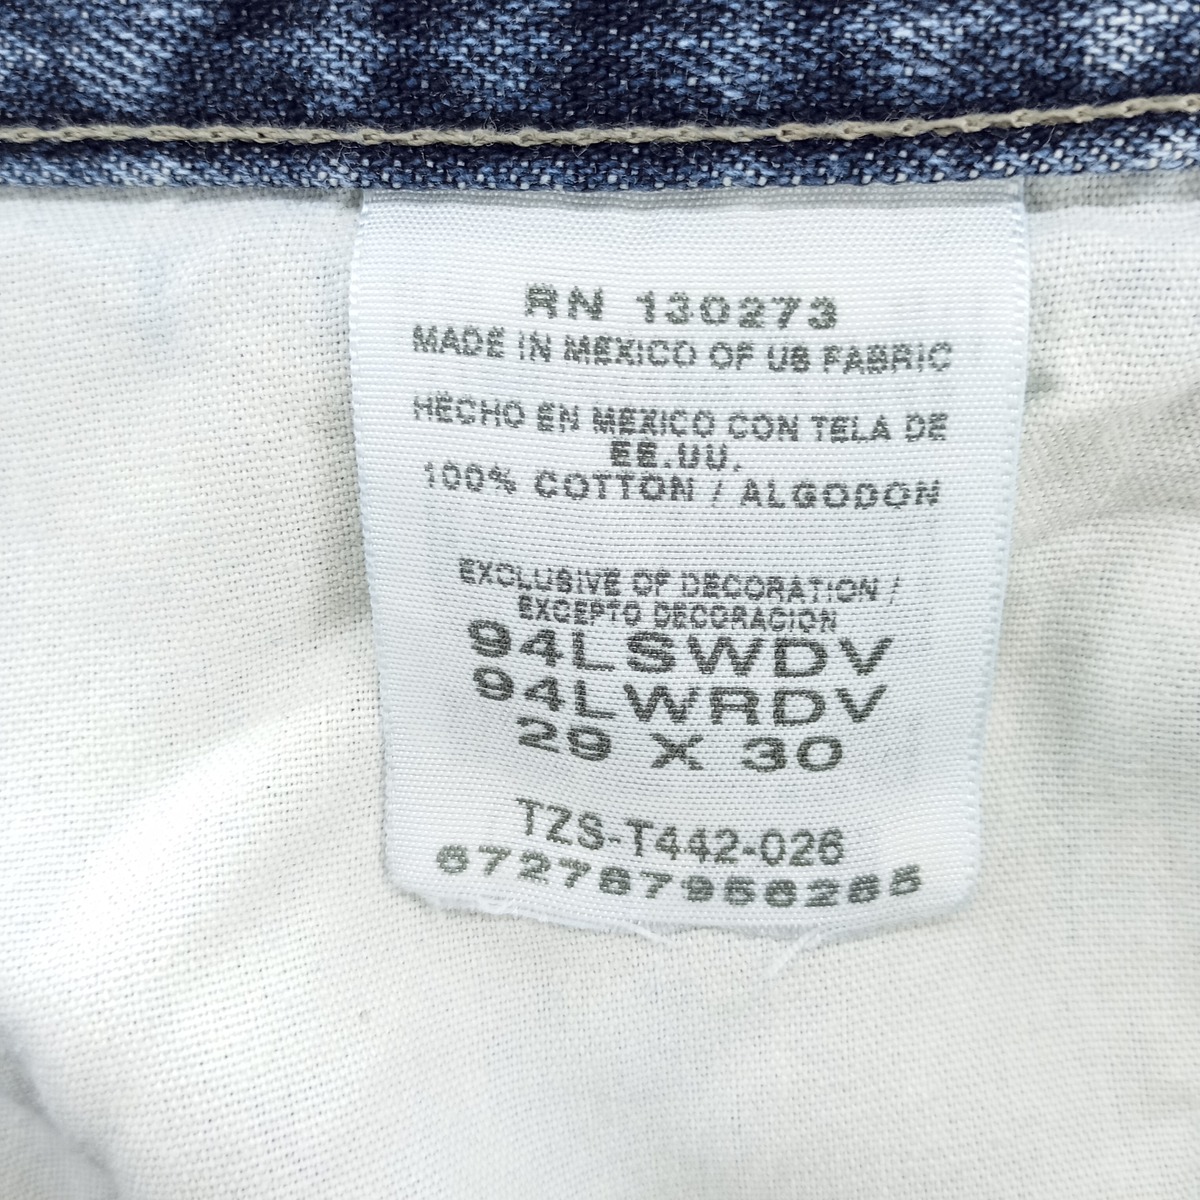 RN 130273
MADE IN MEXICO OF US FABRIC
HECHO EN MEXICO CON TELA DE
EE.UU.
100% COTTON / ALGODON
EXCLUSIVE OF DECORATION /
EXCEPTO DECORACION
94LSWDV
94LWRDV
29 X 30
TZS-T442-026